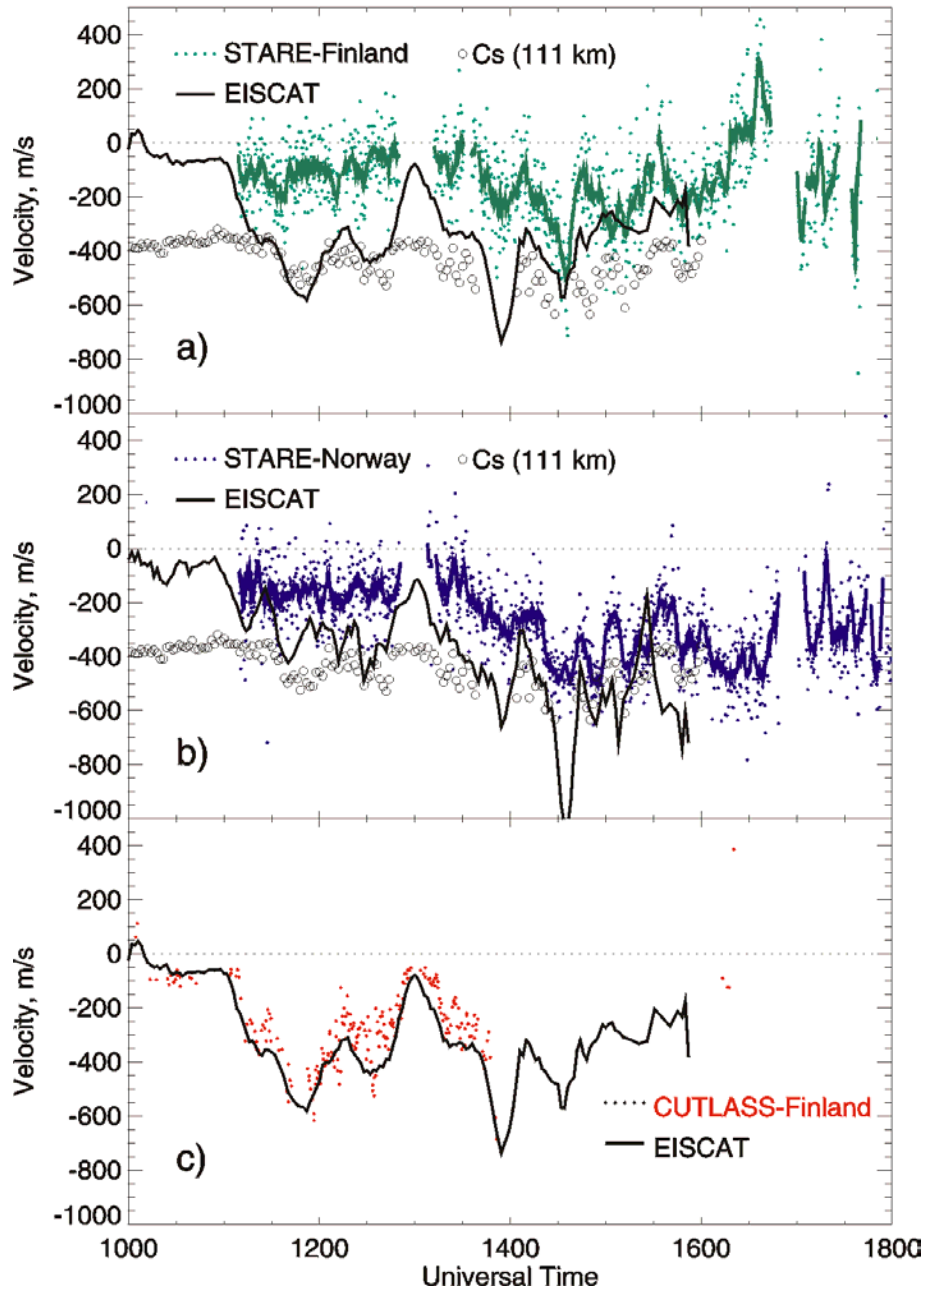 400
STARE-Finland
Cs (111 km)
EISCAT
200
0
-200
-400
-600
-800
-1000
Velocity, m/s
a)
400
STARE-Norway
Cs (111 km)
EISCAT
200
0
-200
-400
-600
-800
-1000
Velocity, m/s
b)
400
200
0
-200
-400
-600
-800
-1000
Velocity, m/s
CUTLASS-Finland
EISCAT
c)
1000 1200 1400 1600 1800
Universal Time